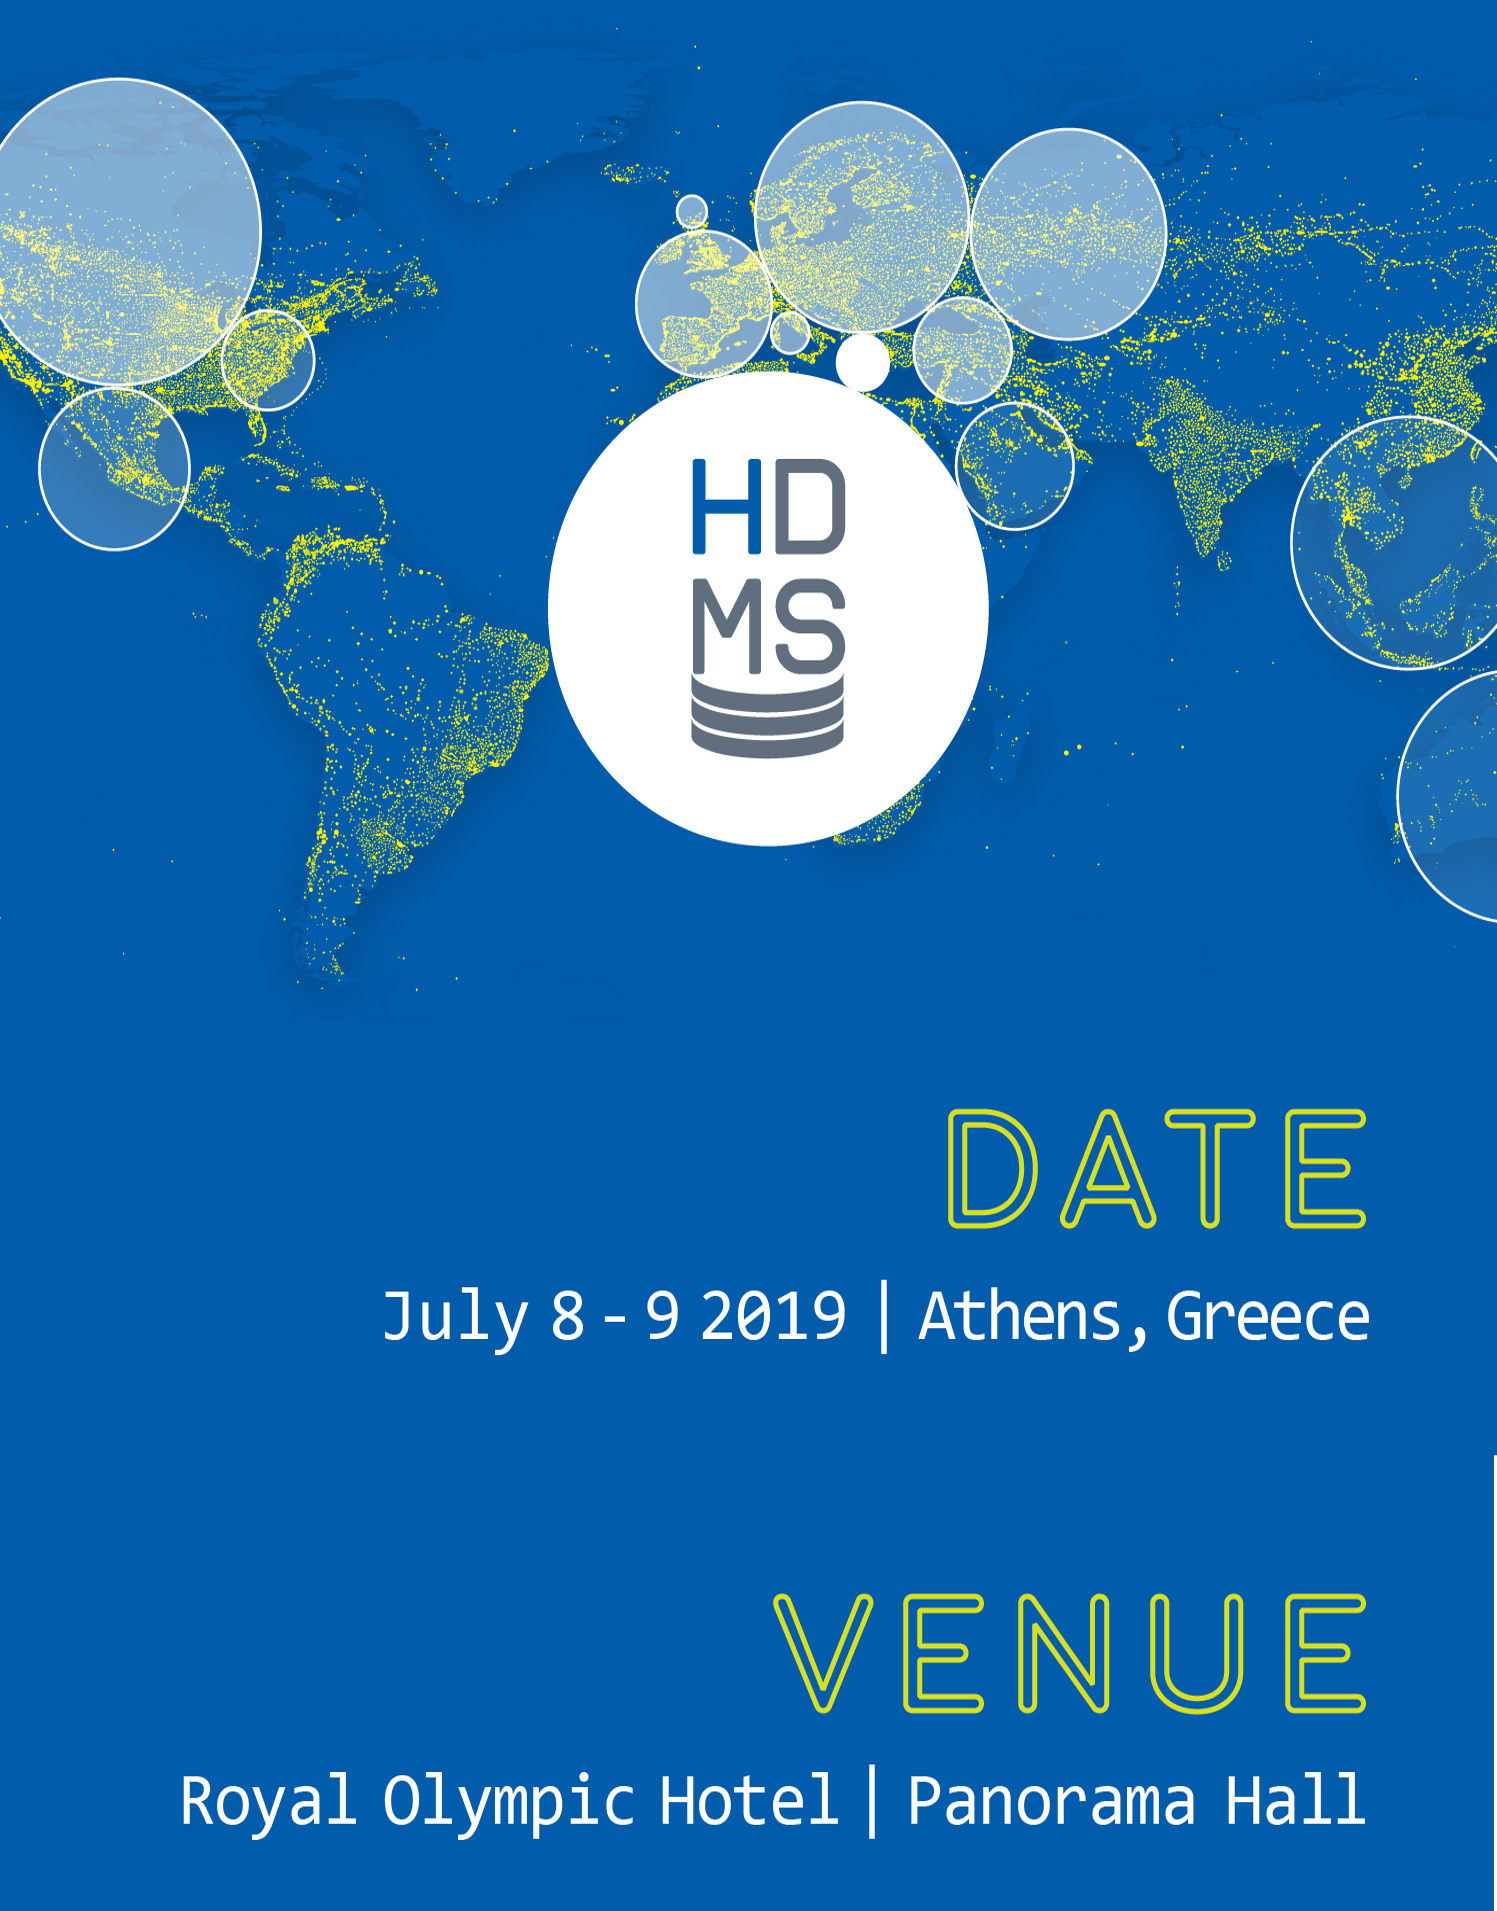 HD
MS
DATE
July 8 - 9 2019 | Athens, Greece
VENUE
Royal Olympic Hotel | Panorama Hall